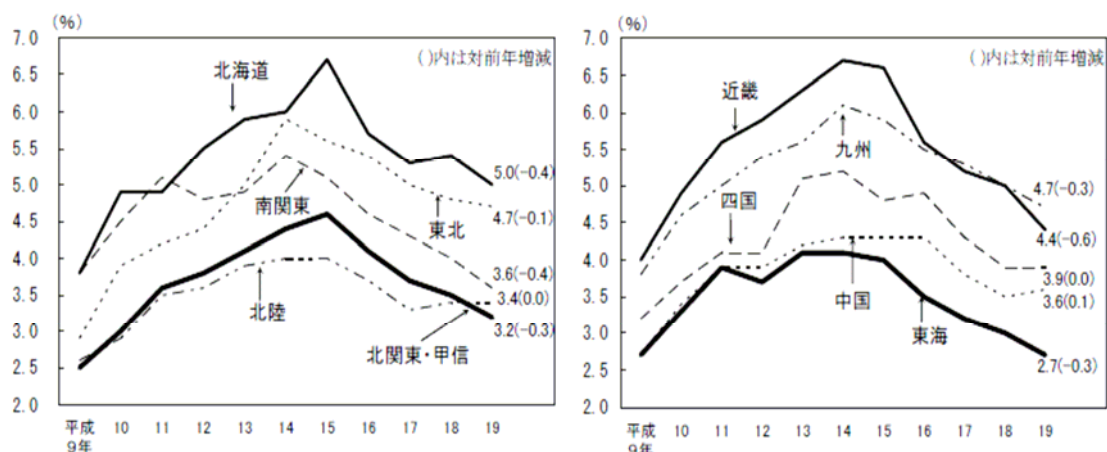 (%)
7.0
6.5
6.0
5.5
5.0
4.5
4.0
3.5
3.0
2.5
2.0
( )内は対前年増減
北海道
南関東
東北
北陸
北関東・甲信
5.0(−0.4)
4.7(−0.1)
3.6(−0.4)
3.4(0.0)
3.2(−0.3)
平成
9年 10 11 12 13 14 15 16 17 18 19
(%)
7.0
6.5
6.0
5.5
5.0
4.5
4.0
3.5
3.0
2.5
2.0
( )内は対前年増減
近畿
九州
四国
中国
東海
4.7(−0.3)
4.4(−0.6)
3.9(0.0)
3.6(0.1)
2.7(−0.3)
平成
9年 10 11 12 13 14 15 16 17 18 19